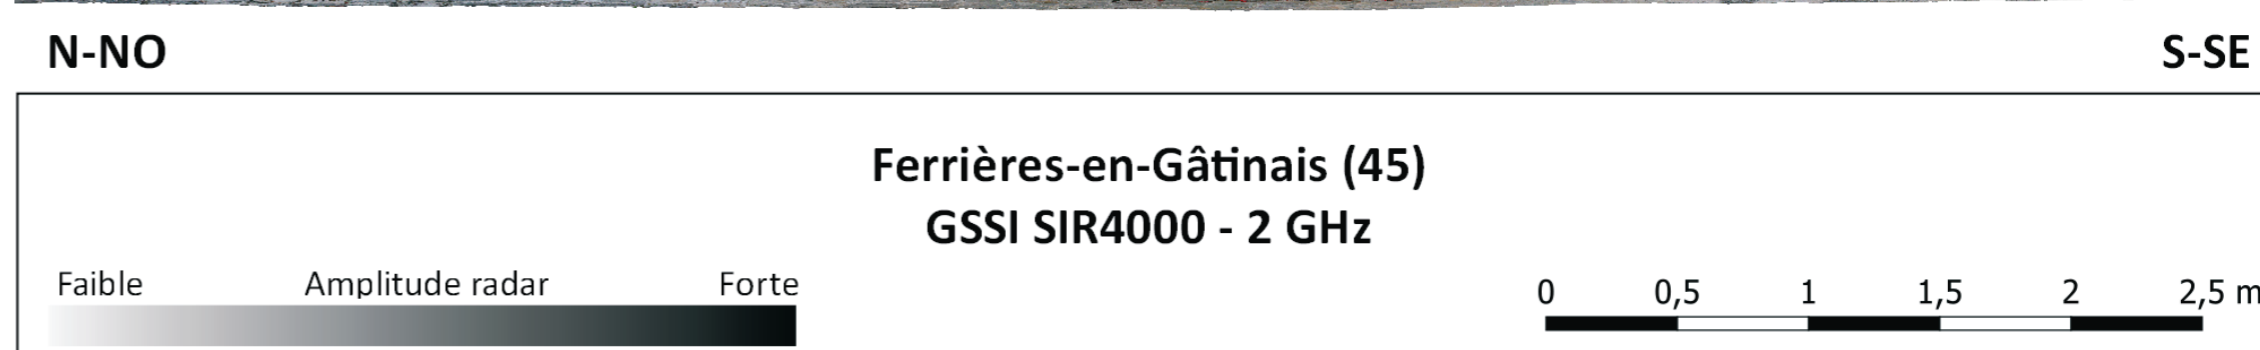 N-NO S-SE
Ferrières-en-Gâtinais (45)
GSSI SIR4000 - 2 GHz
Faible Amplitude radar Forte
0 0,5 1 1,5 2 2,5 m